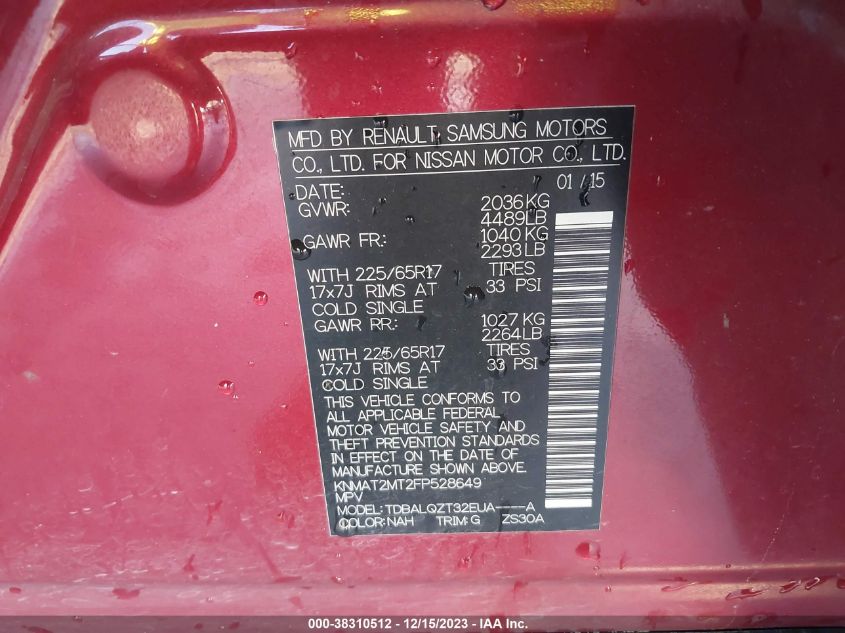 MFD BY RENAULT SAMSUNG MOTORS
CO., LTD. FOR NISSAN MOTOR CO., LTD.
DATE: 01 / 15
GVWR: 2036KG
4489LB
GAWR FR.: 1040 KG
2293LB
WITH 225/65R17 TIRES
17x7J RIMS AT 33 PSI
COLD SINGLE
GAWR RR.: 1027 KG
2264LB
WITH 225/65R17 TIRES
17x7J RIMS AT 33 PSI
COLD SINGLE
THIS VEHICLE CONFORMS TO
ALL APPLICABLE FEDERAL
MOTOR VEHICLE SAFETY AND
THEFT PREVENTION STANDARDS
IN EFFECT ON THE DATE OF
MANUFACTURE SHOWN ABOVE.
KNMAT2MT2FP528649
MPV
MODEL: TDBALQZT32EUA----A
COLOR: NAH TRIM: G ZS30A
000-38310512 - 12/15/2023 - IAA Inc.